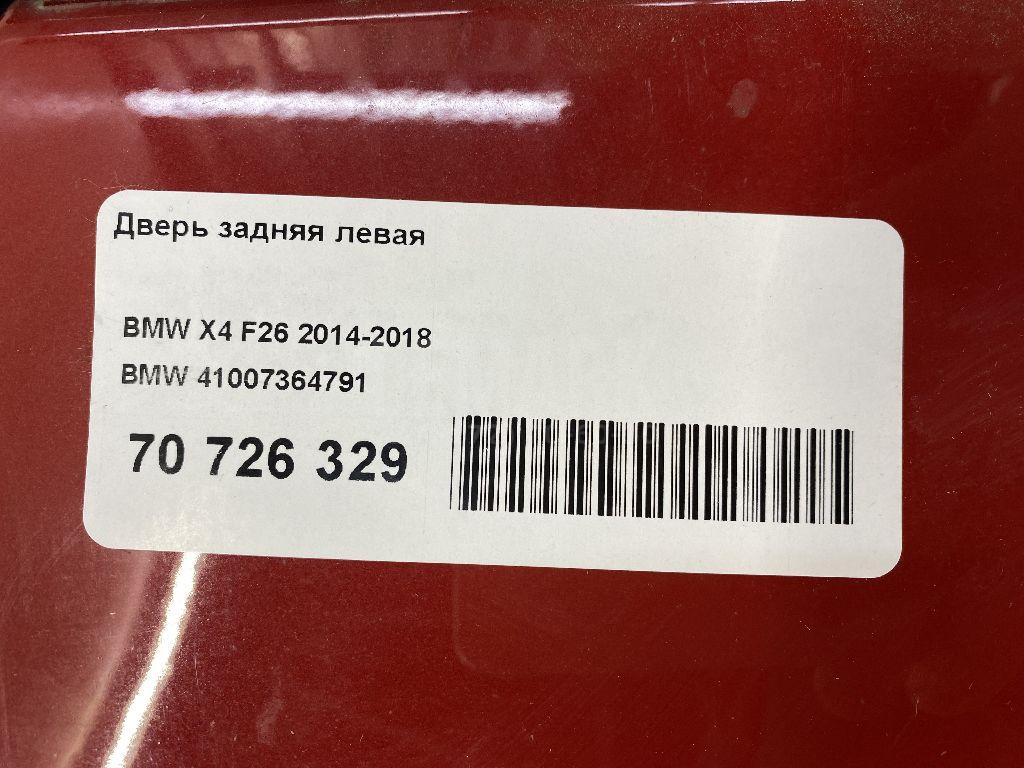 Дверь задняя левая
BMW X4 F26 2014-2018
BMW 41007364791
70 726 329